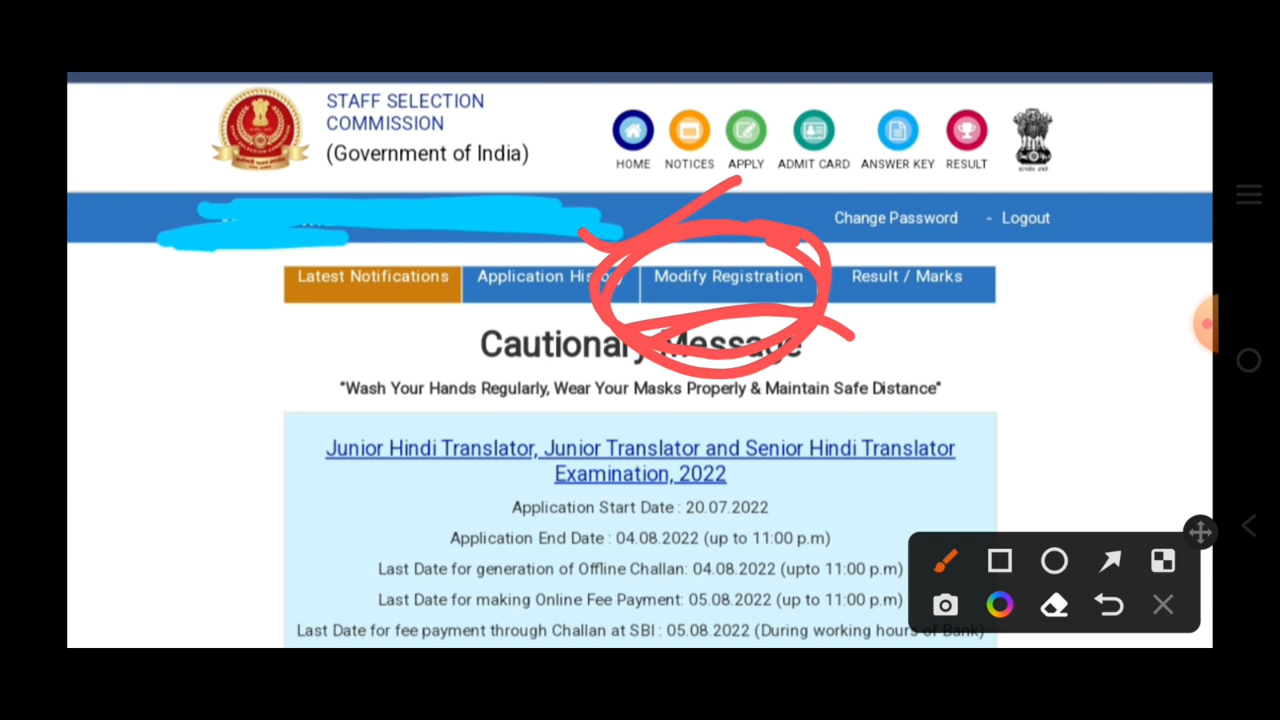 STAFF SELECTION
COMMISSION
(Government of India)
HOME
NOTICES
APPLY
ADMIT CARD
ANSWER KEY
RESULT
Change Password - Logout
Latest Notifications
Application
Modify Registration
Result / Marks
Cautionary Message
"Wash Your Hands Regularly, Wear Your Masks Properly & Maintain Safe Distance"
Junior Hindi Translator, Junior Translator and Senior Hindi Translator
Examination, 2022
Application Start Date : 20.07.2022
Application End Date : 04.08.2022 (up to 11:00 p.m)
Last Date for generation of Offline Challan: 04.08.2022 (upto 11:00 p.m)
Last Date for making Online Fee Payment: 05.08.2022 (up to 11:00 p.m)
Last Date for fee payment through Challan at SBI : 05.08.2022 (During working hours of Bank)